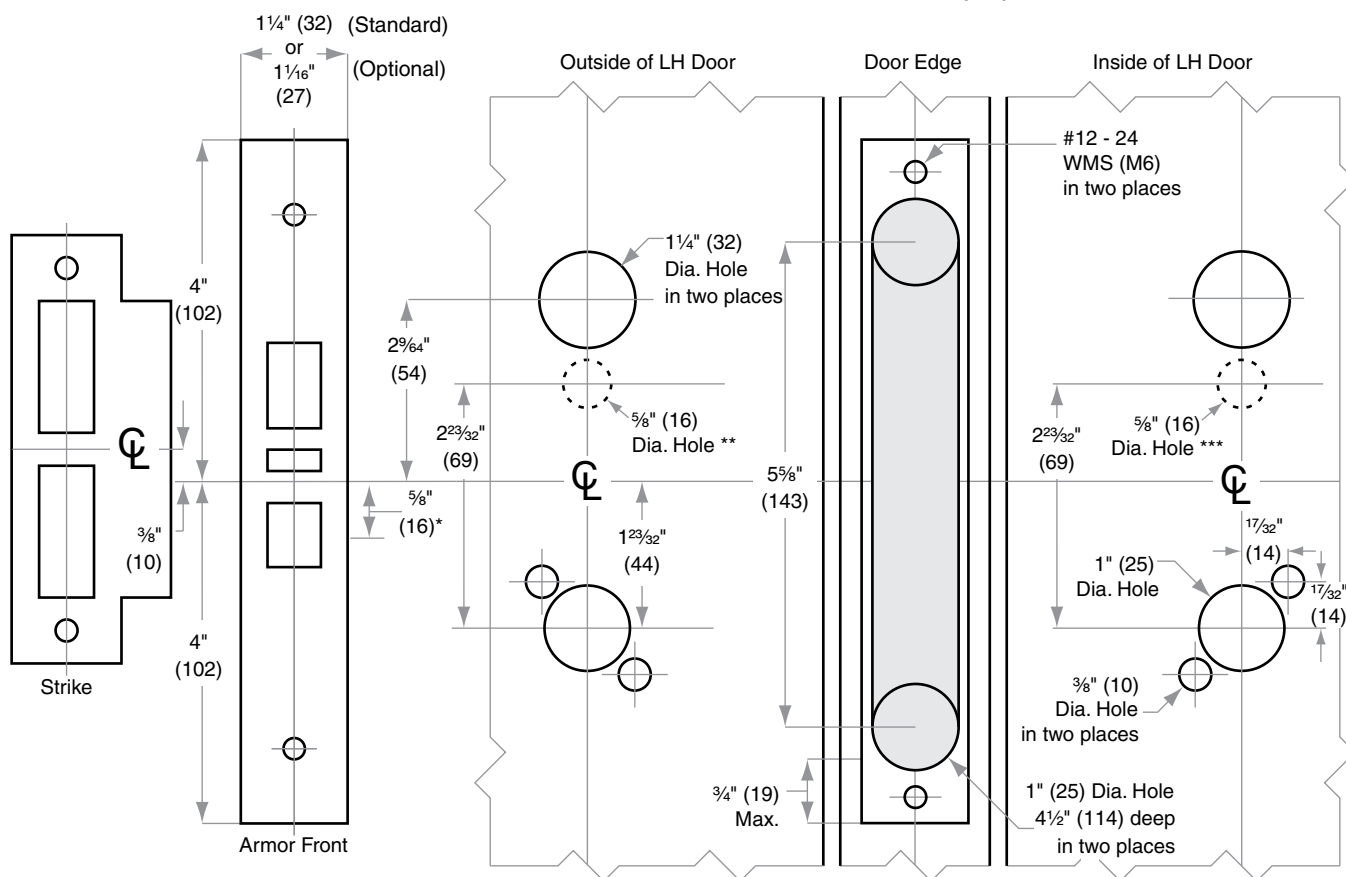 1¼" (32) (Standard)
or
1⅟₁₆" (Optional)
(27)
Outside of LH Door
Door Edge
Inside of LH Door
#12 - 24
WMS (M6)
in two places
1¼" (32)
Dia. Hole
in two places
4"
(102)
2⁹⁄₆₄"
(54)
2²³⁄₃₂"
(69)
⅝" (16)
Dia. Hole **
⅝" (16)
Dia. Hole ***
2²³⁄₃₂"
(69)
℄
℄
℄
5⅝"
(143)
⅜"
(10)
⅝"
(16)*
1²³⁄₃₂"
(44)
¹⁷⁄₃₂"
(14)
1" (25)
Dia. Hole
¹⁷⁄₃₂"
(14)
4"
(102)
Strike
⅜" (10)
Dia. Hole
in two places
¾" (19)
Max.
1" (25) Dia. Hole
4½" (114) deep
in two places
Armor Front